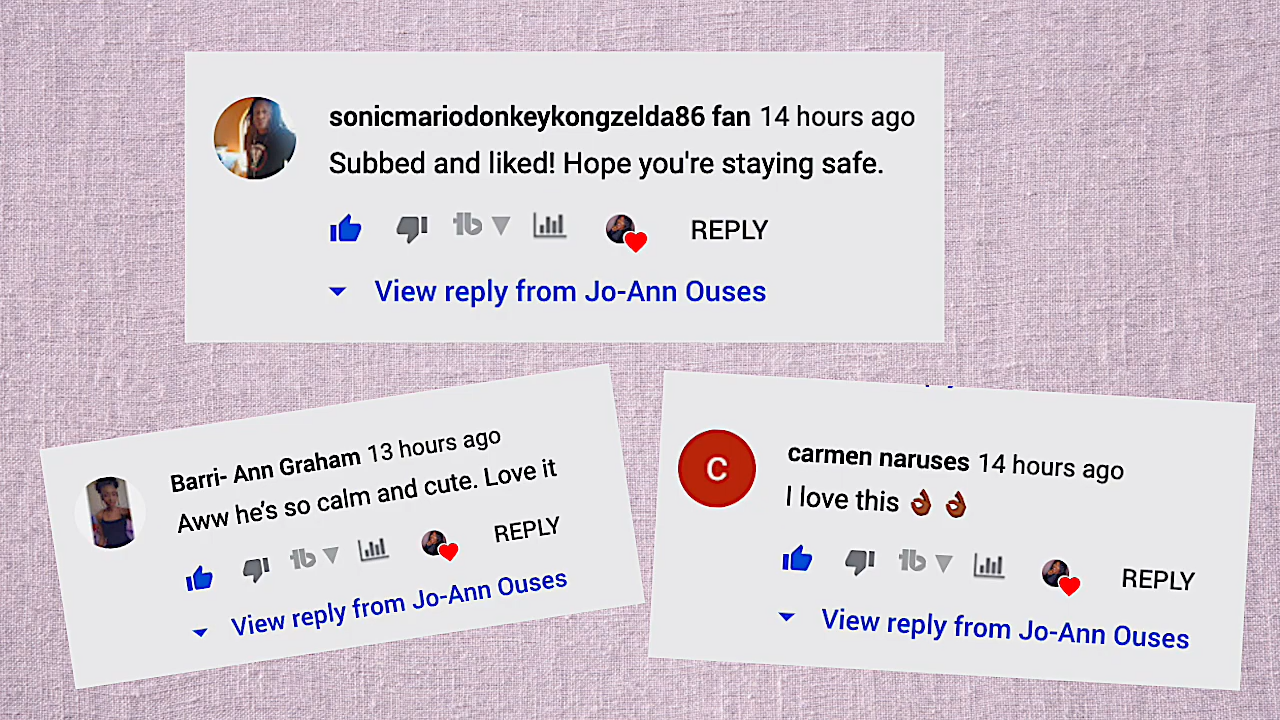 sonicmariodonkeykongzelda86 fan 14 hours ago
Subbed and liked! Hope you're staying safe.
REPLY
View reply from Jo-Ann Ouses
Barri- Ann Graham 13 hours ago
Aww he's so calm and cute. Love it
REPLY
View reply from Jo-Ann Ouses
C
carmen naruses 14 hours ago
I love this 👌🏾 👌🏾
REPLY
View reply from Jo-Ann Ouses